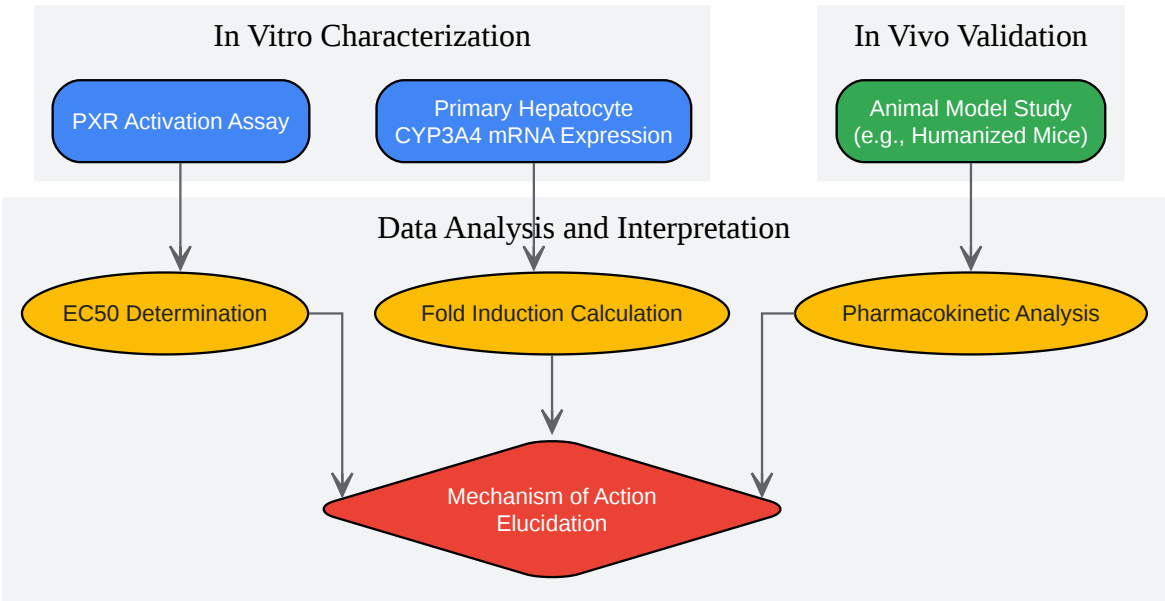 In Vitro Characterization
In Vivo Validation
PXR Activation Assay
Primary Hepatocyte
CYP3A4 mRNA Expression
Animal Model Study
(e.g., Humanized Mice)
Data Analysis and Interpretation
EC50 Determination
Fold Induction Calculation
Pharmacokinetic Analysis
Mechanism of Action
Elucidation